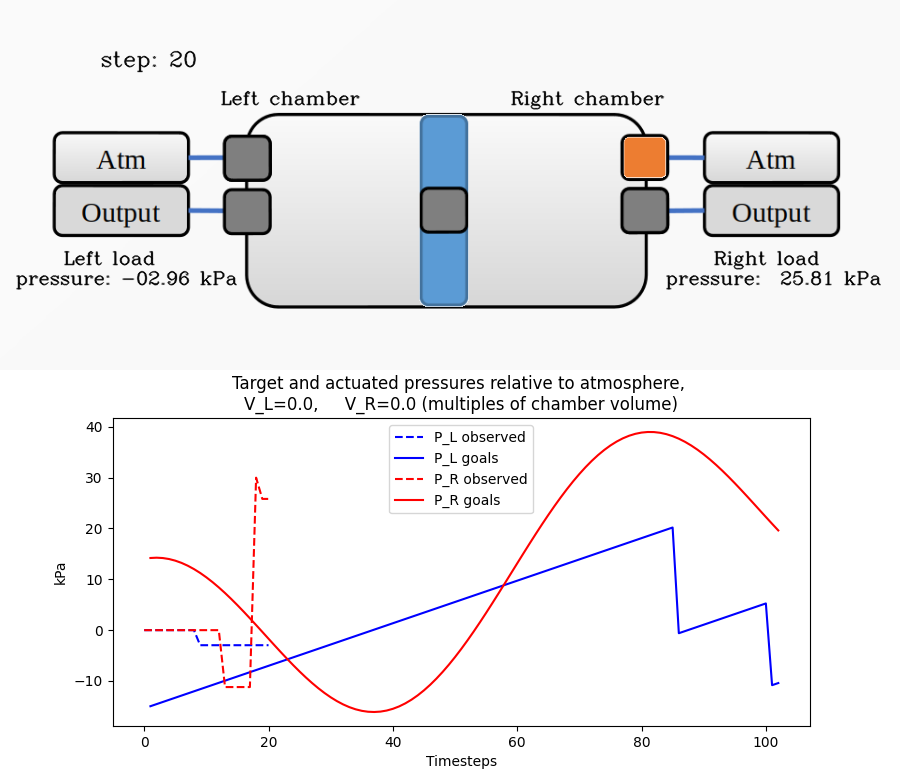 step: 20
Left chamber
Right chamber
Atm
Atm
Output
Output
Left load
pressure: -02.96 kPa
Right load
pressure: 25.81 kPa
Target and actuated pressures relative to atmosphere,
V_L=0.0, V_R=0.0 (multiples of chamber volume)
P_L observed
P_L goals
P_R observed
P_R goals
40
30
20
10
0
−10
kPa
0 20 40 60 80 100
Timesteps